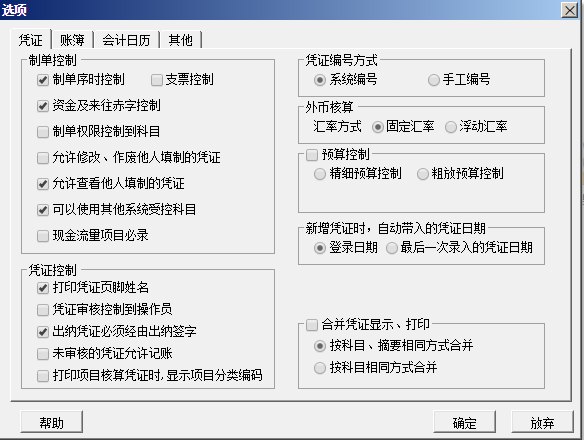 选项
凭证 账簿 会计日历 其他
制单控制
制单序时控制 支票控制
资金及来往赤字控制
制单权限控制到科目
允许修改、作废他人填制的凭证
允许查看他人填制的凭证
可以使用其他系统受控科目
现金流量项目必录
凭证控制
打印凭证页脚姓名
凭证审核控制到操作员
出纳凭证必须经由出纳签字
未审核的凭证允许记账
打印项目核算凭证时,显示项目分类编码
凭证编号方式
系统编号 手工编号
外币核算
汇率方式 固定汇率 浮动汇率
预算控制
精细预算控制 粗放预算控制
新增凭证时，自动带入的凭证日期
登录日期 最后一次录入的凭证日期
合并凭证显示、打印
按科目、摘要相同方式合并
按科目相同方式合并
帮助 确定 放弃